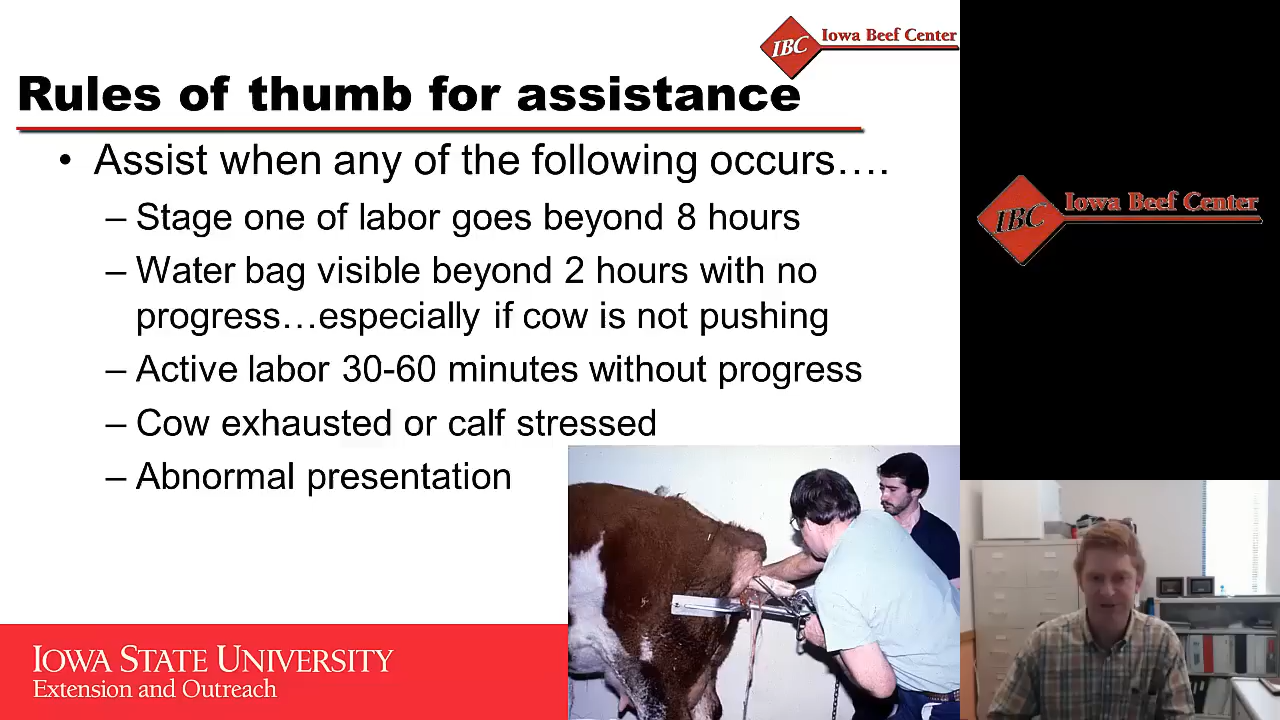 IBC Iowa Beef Center
Rules of thumb for assistance
• Assist when any of the following occurs….
– Stage one of labor goes beyond 8 hours
– Water bag visible beyond 2 hours with no
progress…especially if cow is not pushing
– Active labor 30-60 minutes without progress
– Cow exhausted or calf stressed
– Abnormal presentation
IOWA STATE UNIVERSITY
Extension and Outreach
IBC Iowa Beef Center